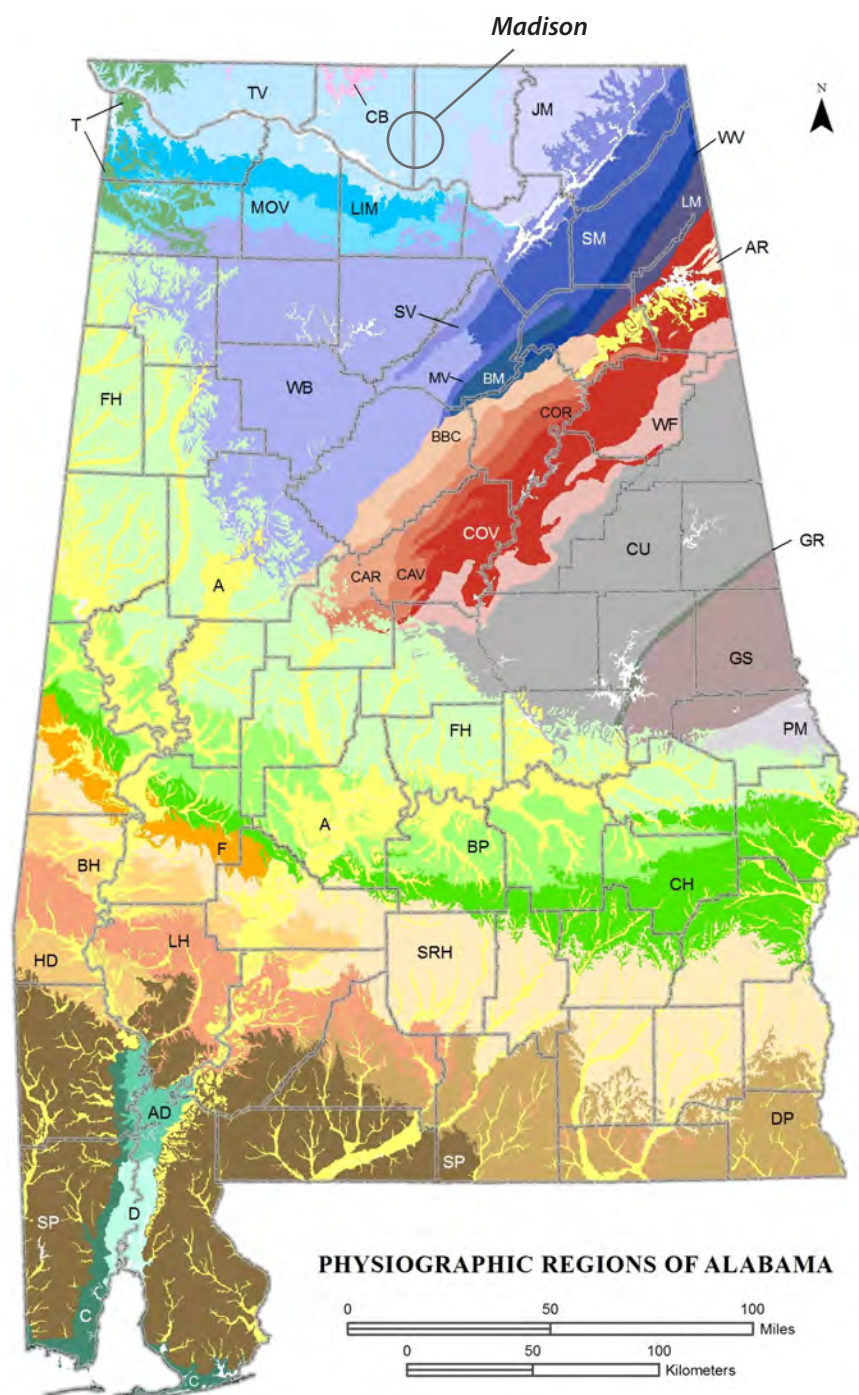 Madison
N
TV
CB
JM
T
WV
MOV
LIM
LM
SM
AR
SV
WB
MV
BM
FH
BBC
COR
WF
COV
CU
GR
A
CAR
CAV
GS
FH
PM
A
BP
F
BH
CH
LH
SRH
HD
AD
DP
SP
D
SP
C
C
PHYSIOGRAPHIC REGIONS OF ALABAMA
0 50 100
Miles
0 50 100
Kilometers